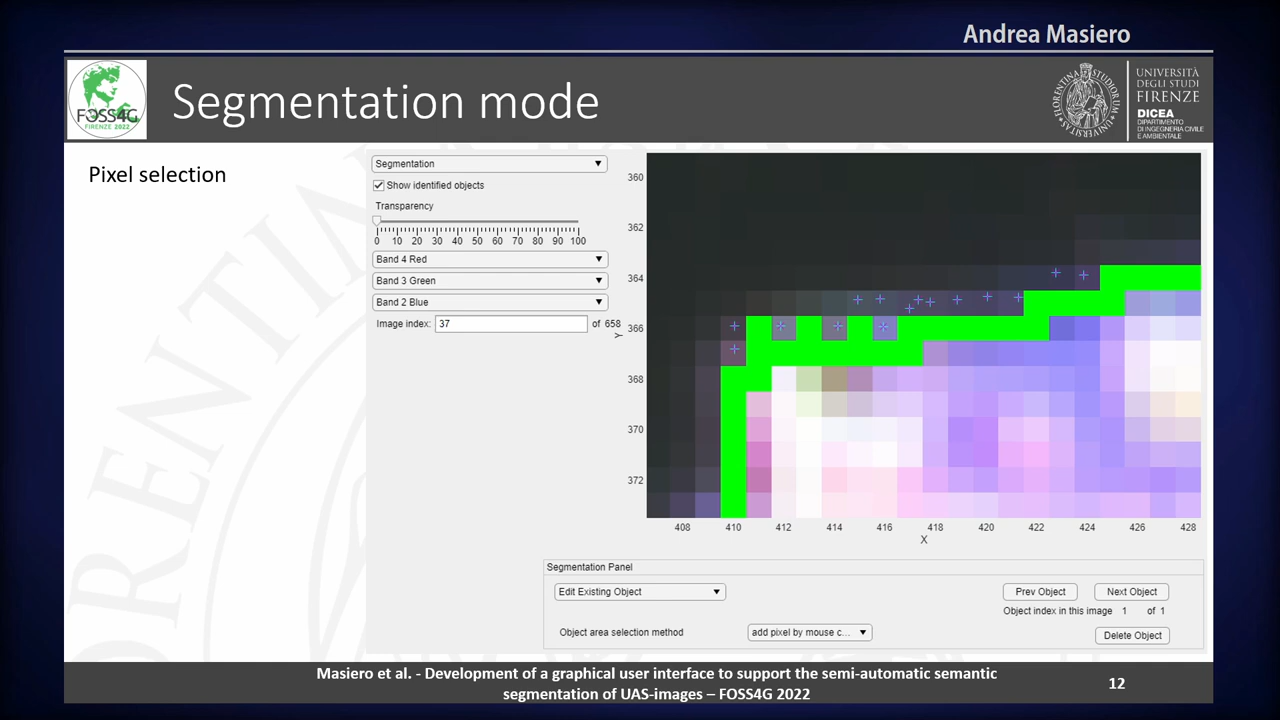 Andrea Masiero
FOSS4G
FIRENZE 2022
Segmentation mode
UNIVERSITÀ
DEGLI STUDI
FIRENZE
DICEA
DIPARTIMENTO
DI INGEGNERIA CIVILE
E AMBIENTALE
Pixel selection
Segmentation
Show identified objects
Transparency
0 10 20 30 40 50 60 70 80 90 100
Band 4 Red
Band 3 Green
Band 2 Blue
Image index: 37 of 658
360
362
364
366
368
370
372
Y
408 410 412 414 416 418 420 422 424 426 428
X
Segmentation Panel
Edit Existing Object
Prev Object Next Object
Object index in this image 1 of 1
Object area selection method add pixel by mouse c...
Delete Object
Masiero et al. - Development of a graphical user interface to support the semi-automatic semantic
segmentation of UAS-images – FOSS4G 2022
12